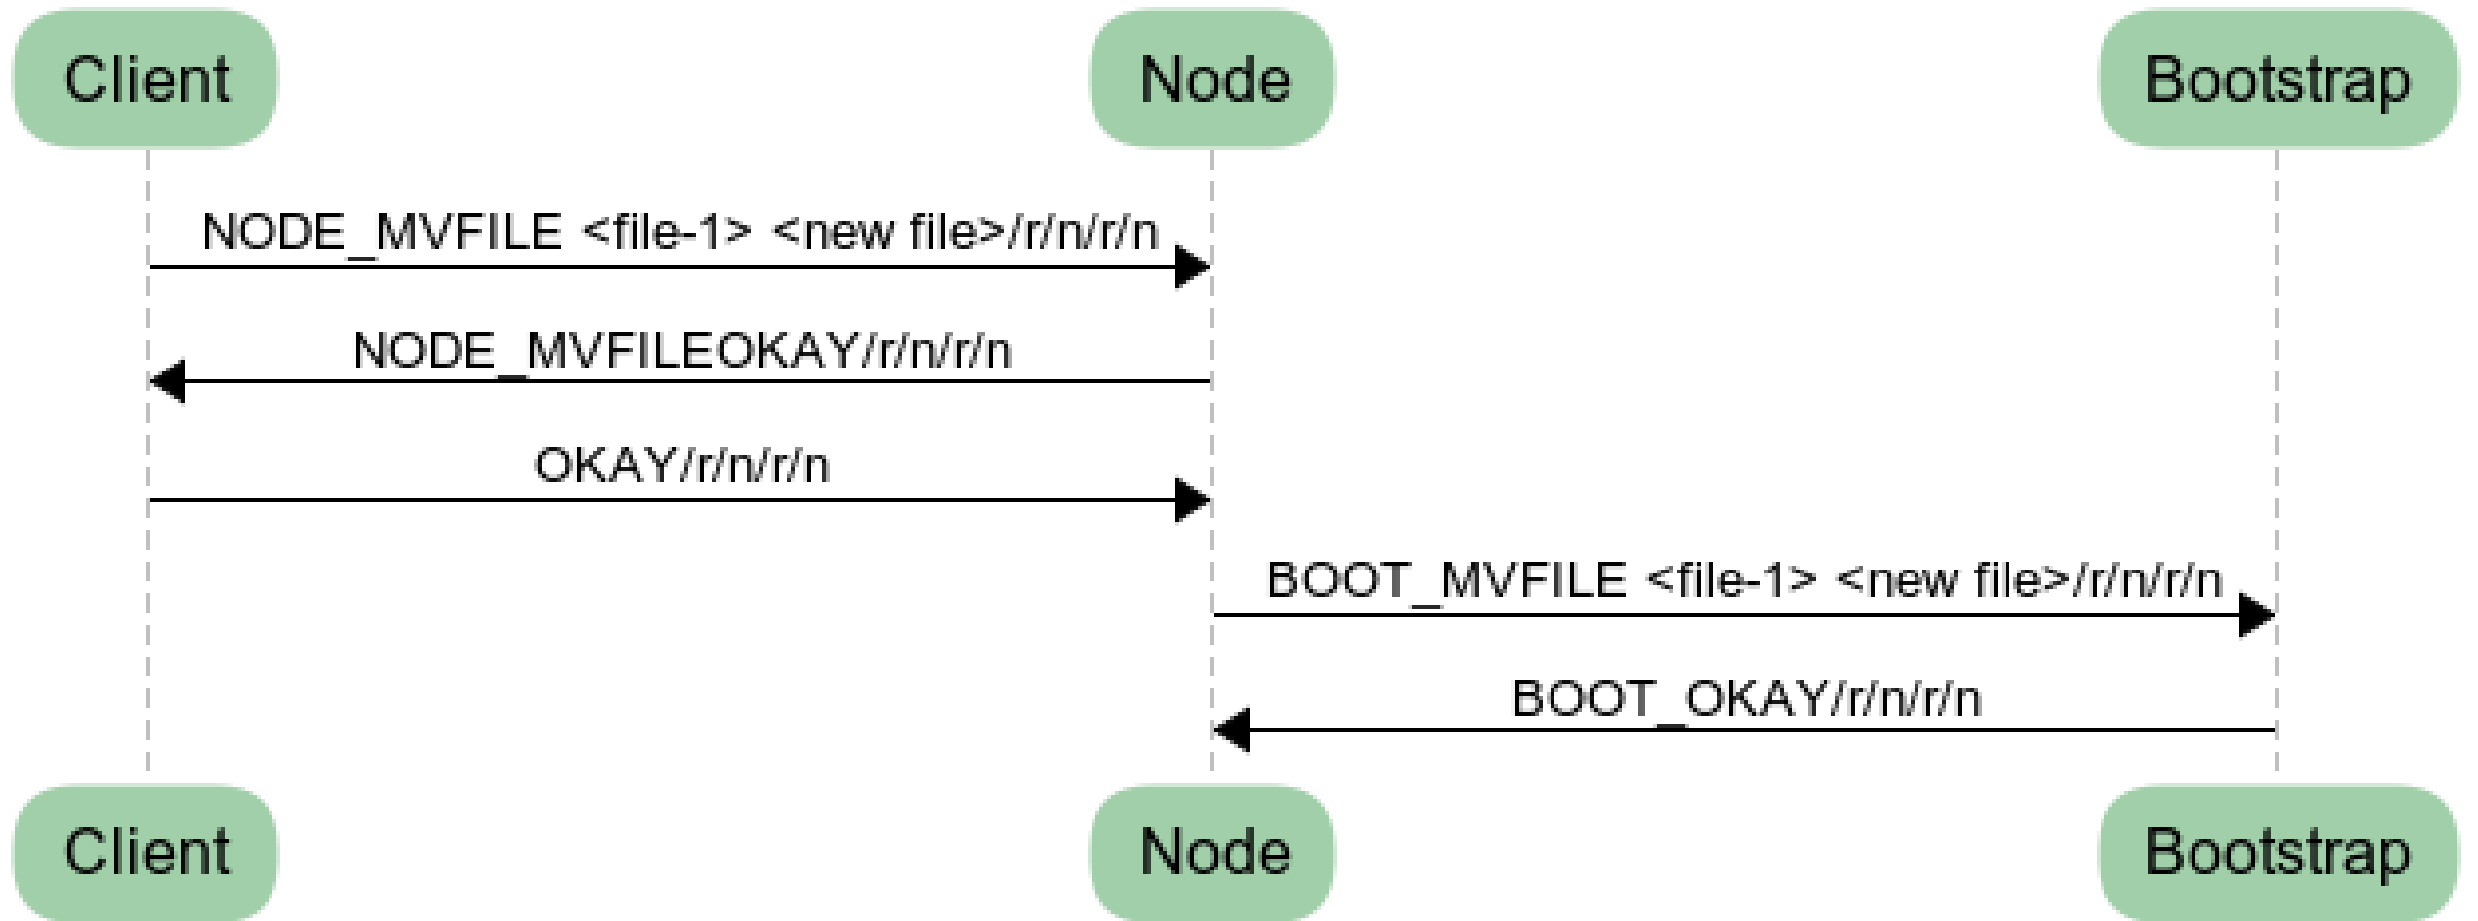 Client
Node
Bootstrap
NODE_MVFILE <file-1> <new file>/r/n/r/n
NODE_MVFILEOKAY/r/n/r/n
OKAY/r/n/r/n
BOOT_MVFILE <file-1> <new file>/r/n/r/n
BOOT_OKAY/r/n/r/n
Client
Node
Bootstrap